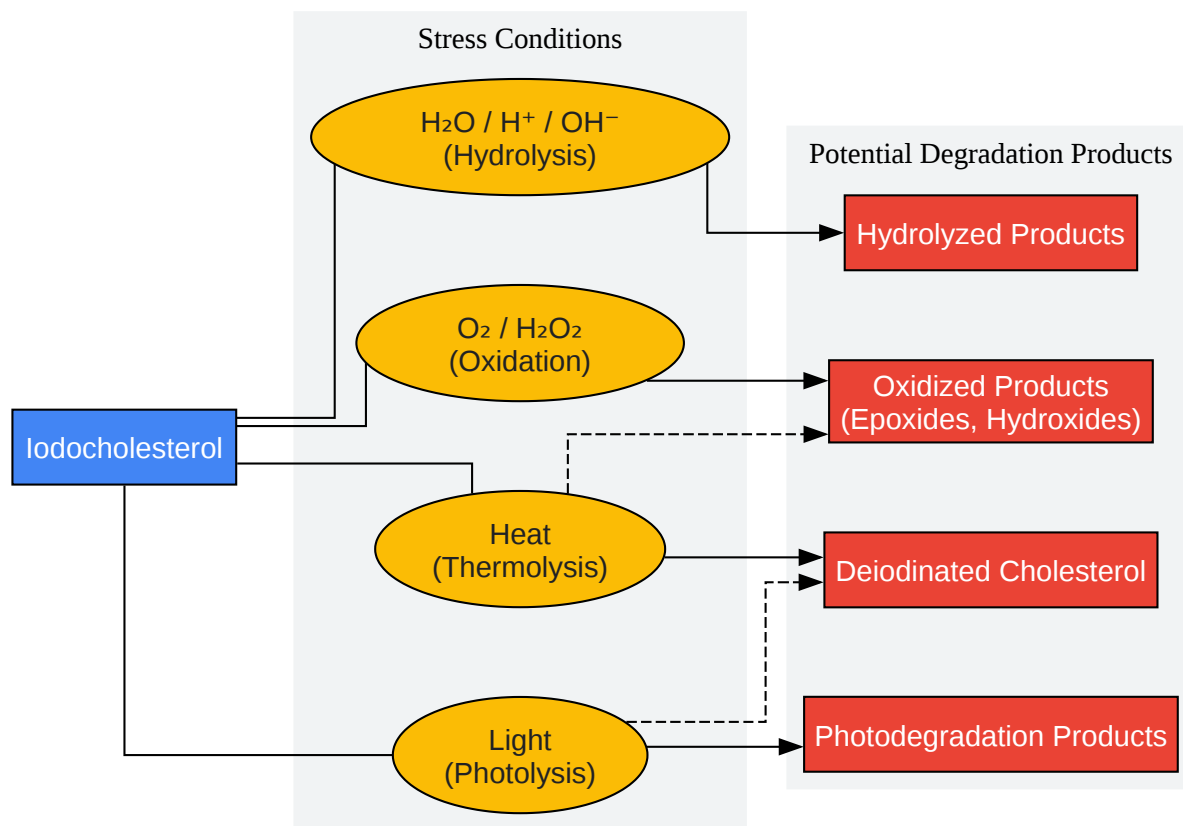 Stress Conditions
H₂O / H⁺ / OH⁻
(Hydrolysis)
Potential Degradation Products
Hydrolyzed Products
O₂ / H₂O₂
(Oxidation)
Oxidized Products
(Epoxides, Hydroxides)
Iodocholesterol
Heat
(Thermolysis)
Deiodinated Cholesterol
Light
(Photolysis)
Photodegradation Products